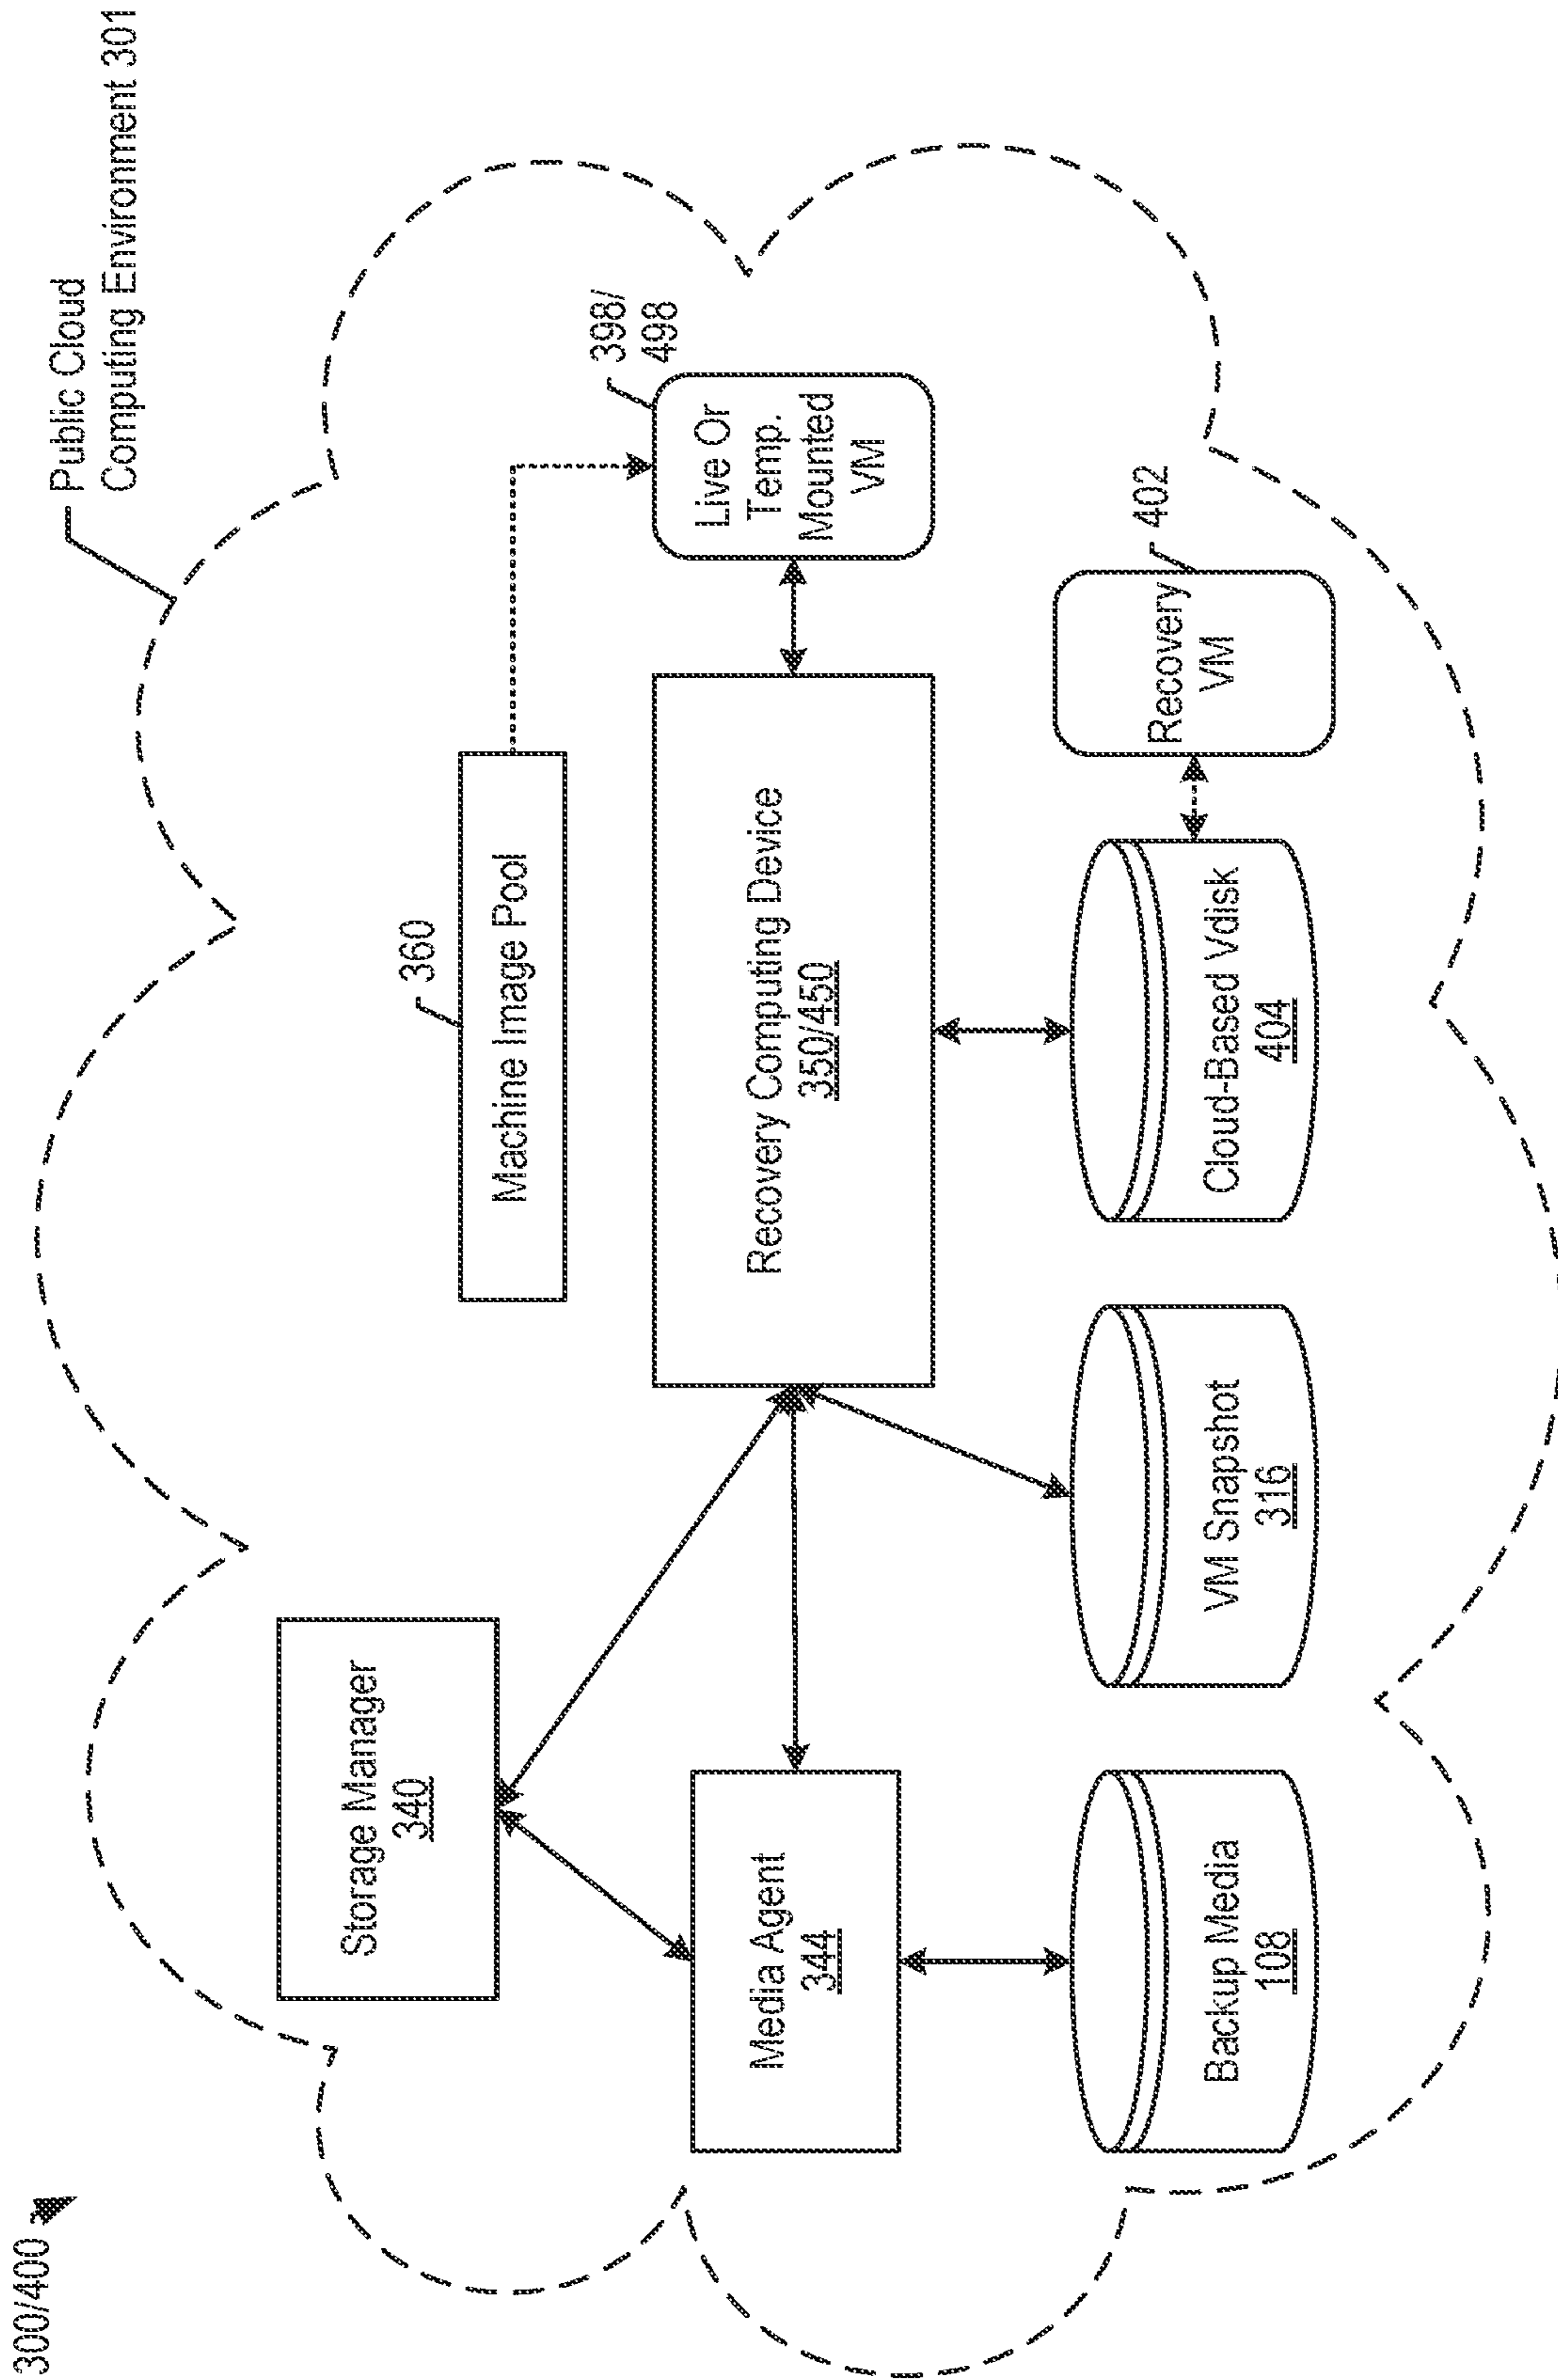 300/400
Public Cloud
Computing Environment 301
Storage Manager
340
360
Machine Image Pool
398/
498
Live Or
Temp.
Mounted
VM
Media Agent
344
Recovery Computing Device
350/450
402
Recovery
VM
Backup Media
108
VM Snapshot
316
Cloud-Based Vdisk
404